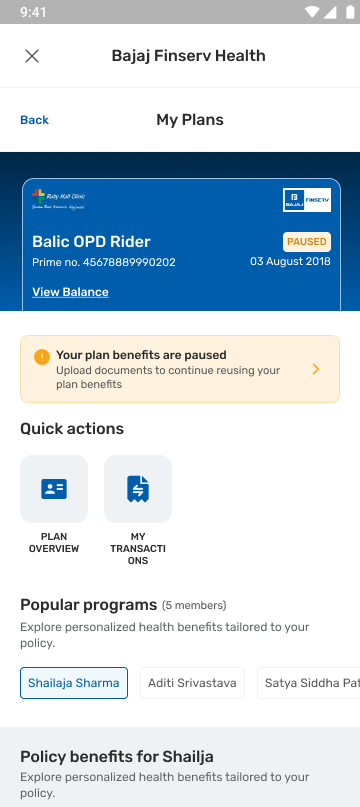 9:41
Bajaj Finserv Health
Back
My Plans
Ruby Hall Clinic
BAJAJ
FINSERV
Balic OPD Rider
PAUSED
Prime no. 45678889990202
03 August 2018
View Balance
Your plan benefits are paused
Upload documents to continue reusing your
plan benefits
Quick actions
PLAN
OVERVIEW
MY
TRANSACTI
ONS
Popular programs (5 members)
Explore personalized health benefits tailored to your
policy.
Shailaja Sharma
Aditi Srivastava
Satya Siddha Pat
Policy benefits for Shailja
Explore personalized health benefits tailored to your
policy.